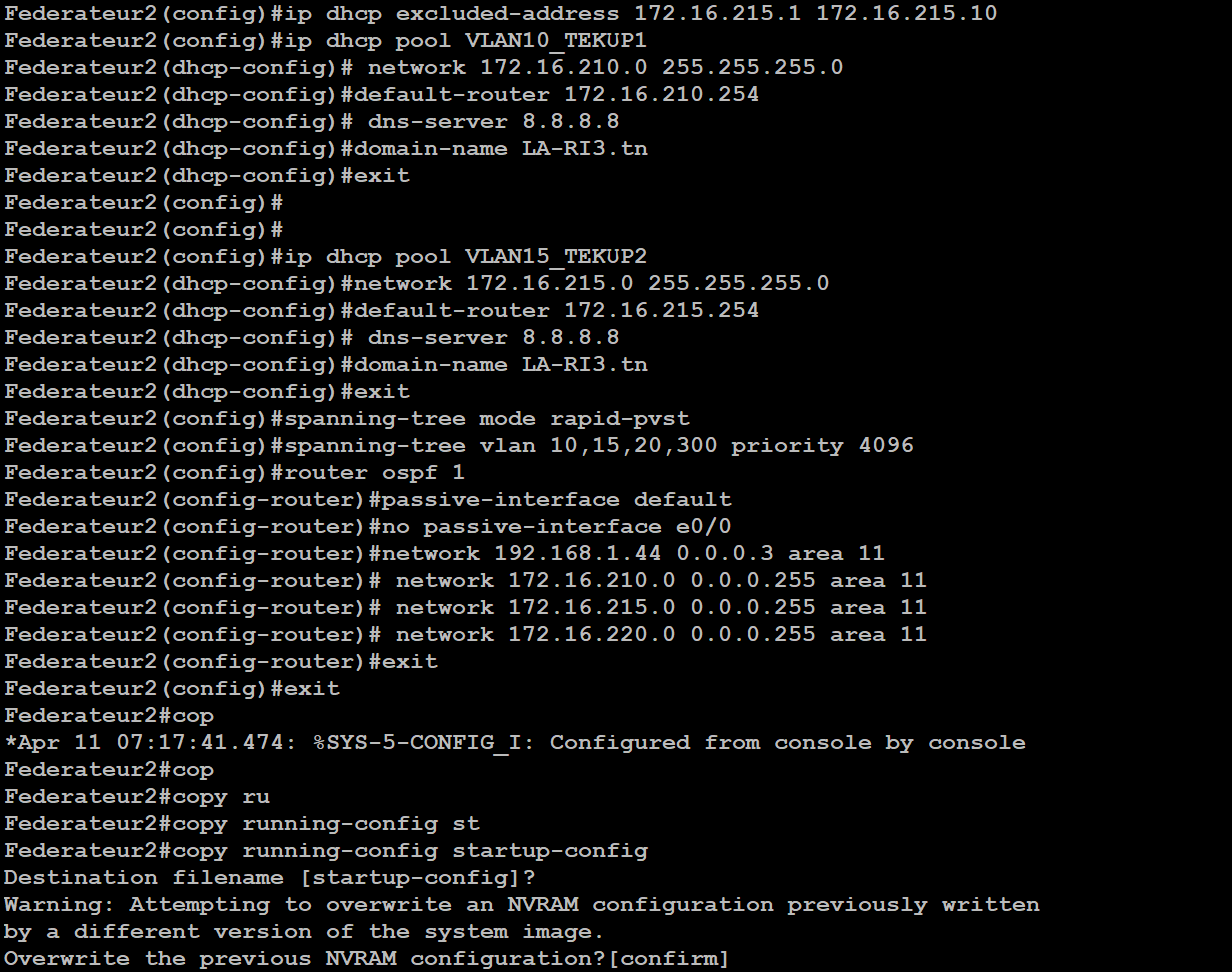 Federateur2(config)#ip dhcp excluded-address 172.16.215.1 172.16.215.10
Federateur2(config)#ip dhcp pool VLAN10_TEKUP1
Federateur2(dhcp-config)# network 172.16.210.0 255.255.255.0
Federateur2(dhcp-config)#default-router 172.16.210.254
Federateur2(dhcp-config)# dns-server 8.8.8.8
Federateur2(dhcp-config)#domain-name LA-RI3.tn
Federateur2(dhcp-config)#exit
Federateur2(config)#
Federateur2(config)#
Federateur2(config)#ip dhcp pool VLAN15_TEKUP2
Federateur2(dhcp-config)#network 172.16.215.0 255.255.255.0
Federateur2(dhcp-config)#default-router 172.16.215.254
Federateur2(dhcp-config)# dns-server 8.8.8.8
Federateur2(dhcp-config)#domain-name LA-RI3.tn
Federateur2(dhcp-config)#exit
Federateur2(config)#spanning-tree mode rapid-pvst
Federateur2(config)#spanning-tree vlan 10,15,20,300 priority 4096
Federateur2(config)#router ospf 1
Federateur2(config-router)#passive-interface default
Federateur2(config-router)#no passive-interface e0/0
Federateur2(config-router)#network 192.168.1.44 0.0.0.3 area 11
Federateur2(config-router)# network 172.16.210.0 0.0.0.255 area 11
Federateur2(config-router)# network 172.16.215.0 0.0.0.255 area 11
Federateur2(config-router)# network 172.16.220.0 0.0.0.255 area 11
Federateur2(config-router)#exit
Federateur2(config)#exit
Federateur2#cop
*Apr 11 07:17:41.474: %SYS-5-CONFIG_I: Configured from console by console
Federateur2#cop
Federateur2#copy ru
Federateur2#copy running-config st
Federateur2#copy running-config startup-config
Destination filename [startup-config]?
Warning: Attempting to overwrite an NVRAM configuration previously written
by a different version of the system image.
Overwrite the previous NVRAM configuration?[confirm]